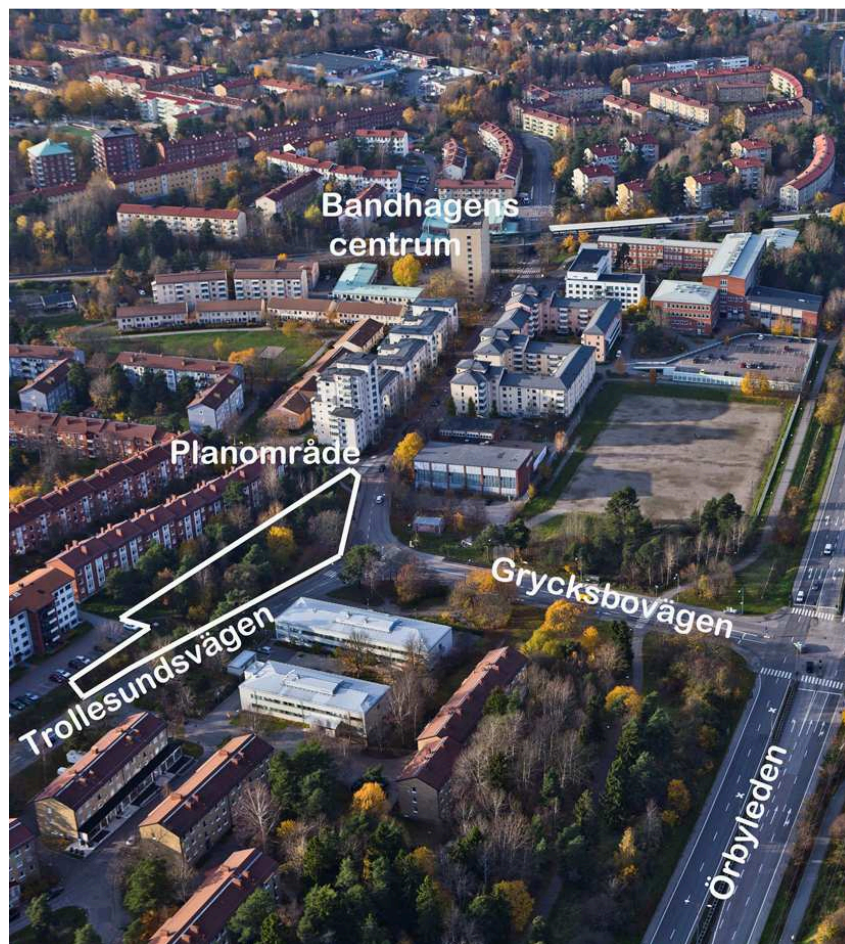 Bandhagens
centrum
Planområde
Grycksbovägen
Trollesundsvägen
Örbyleden